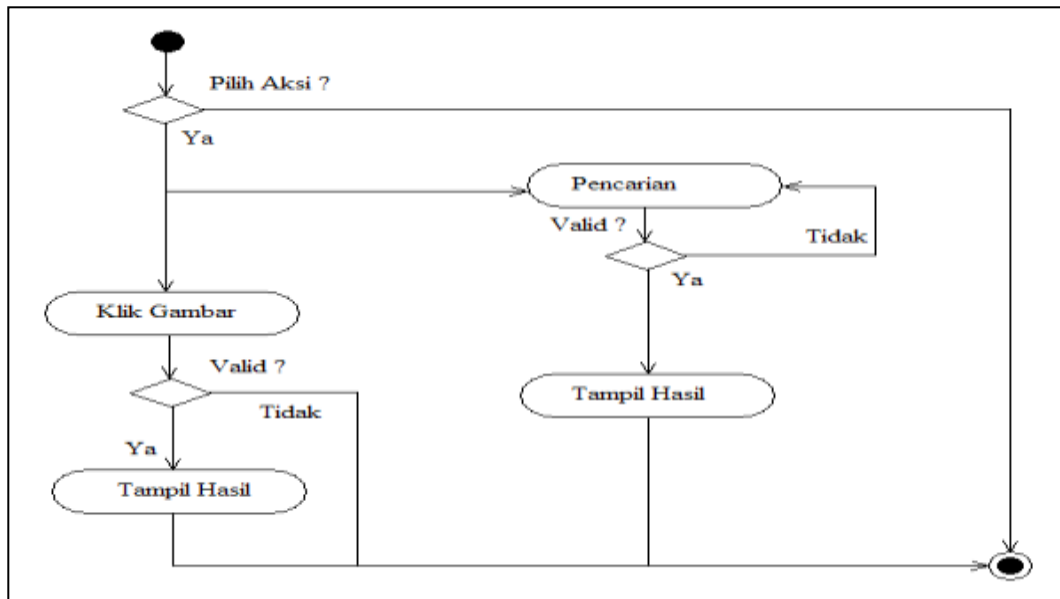 Pilih Aksi ?
Ya
Pencarian
Valid ?
Tidak
Ya
Klik Gambar
Valid ?
Tidak
Tampil Hasil
Ya
Tampil Hasil